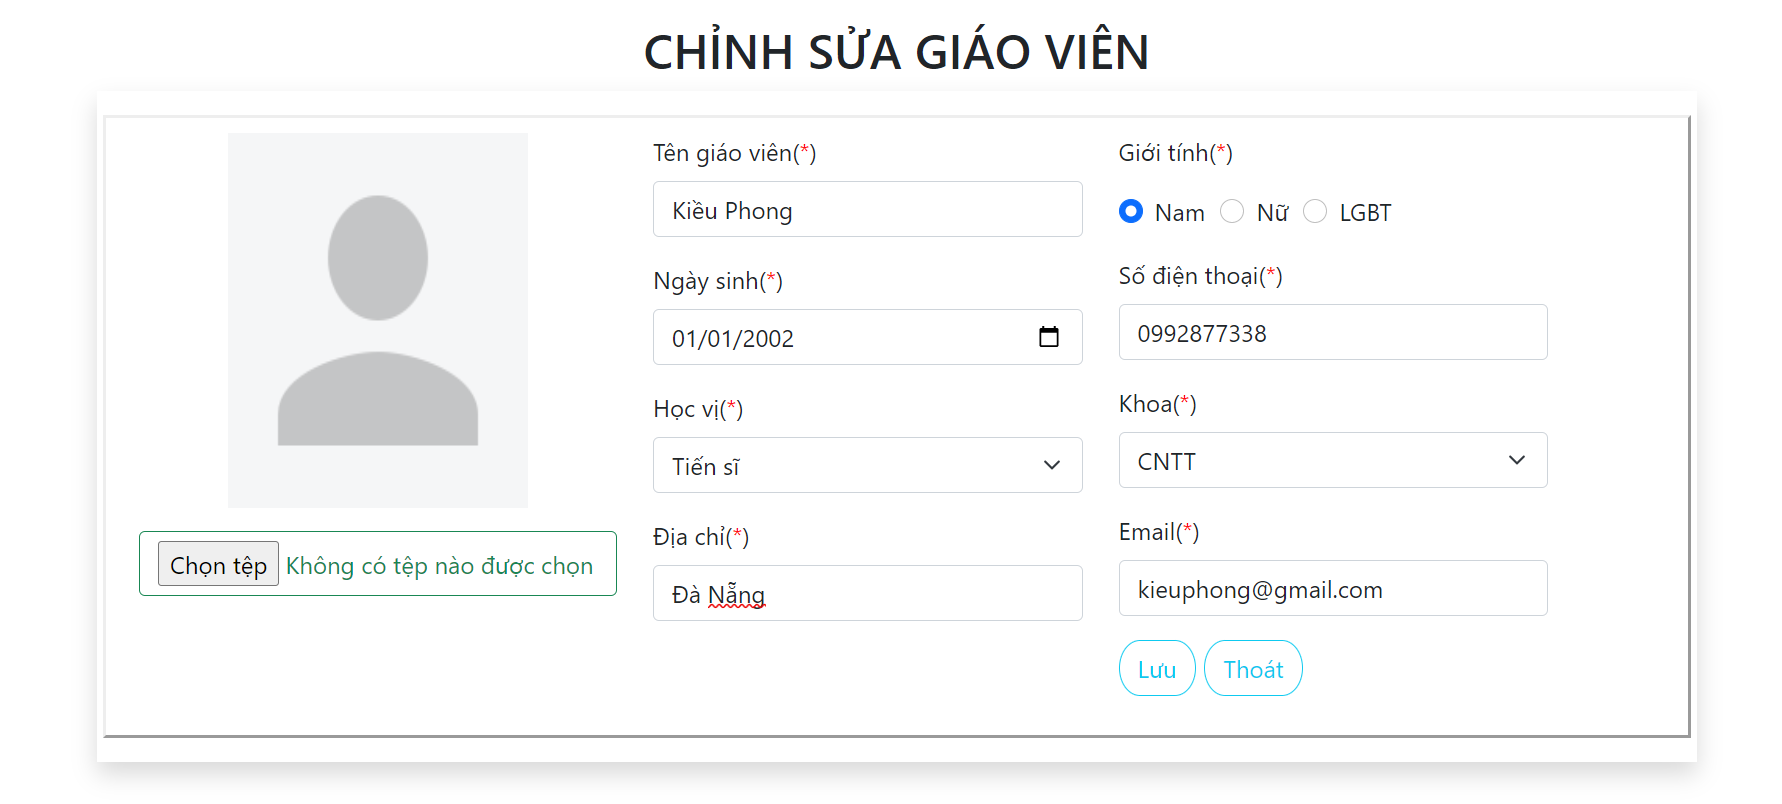 CHỈNH SỬA GIÁO VIÊN
Chọn tệp Không có tệp nào được chọn
Tên giáo viên(*)
Kiều Phong
Ngày sinh(*)
01/01/2002
Học vị(*)
Tiến sĩ
Địa chỉ(*)
Đà Nẵng
Giới tính(*)
Nam Nữ LGBT
Số điện thoại(*)
0992877338
Khoa(*)
CNTT
Email(*)
kieuphong@gmail.com
Lưu Thoát